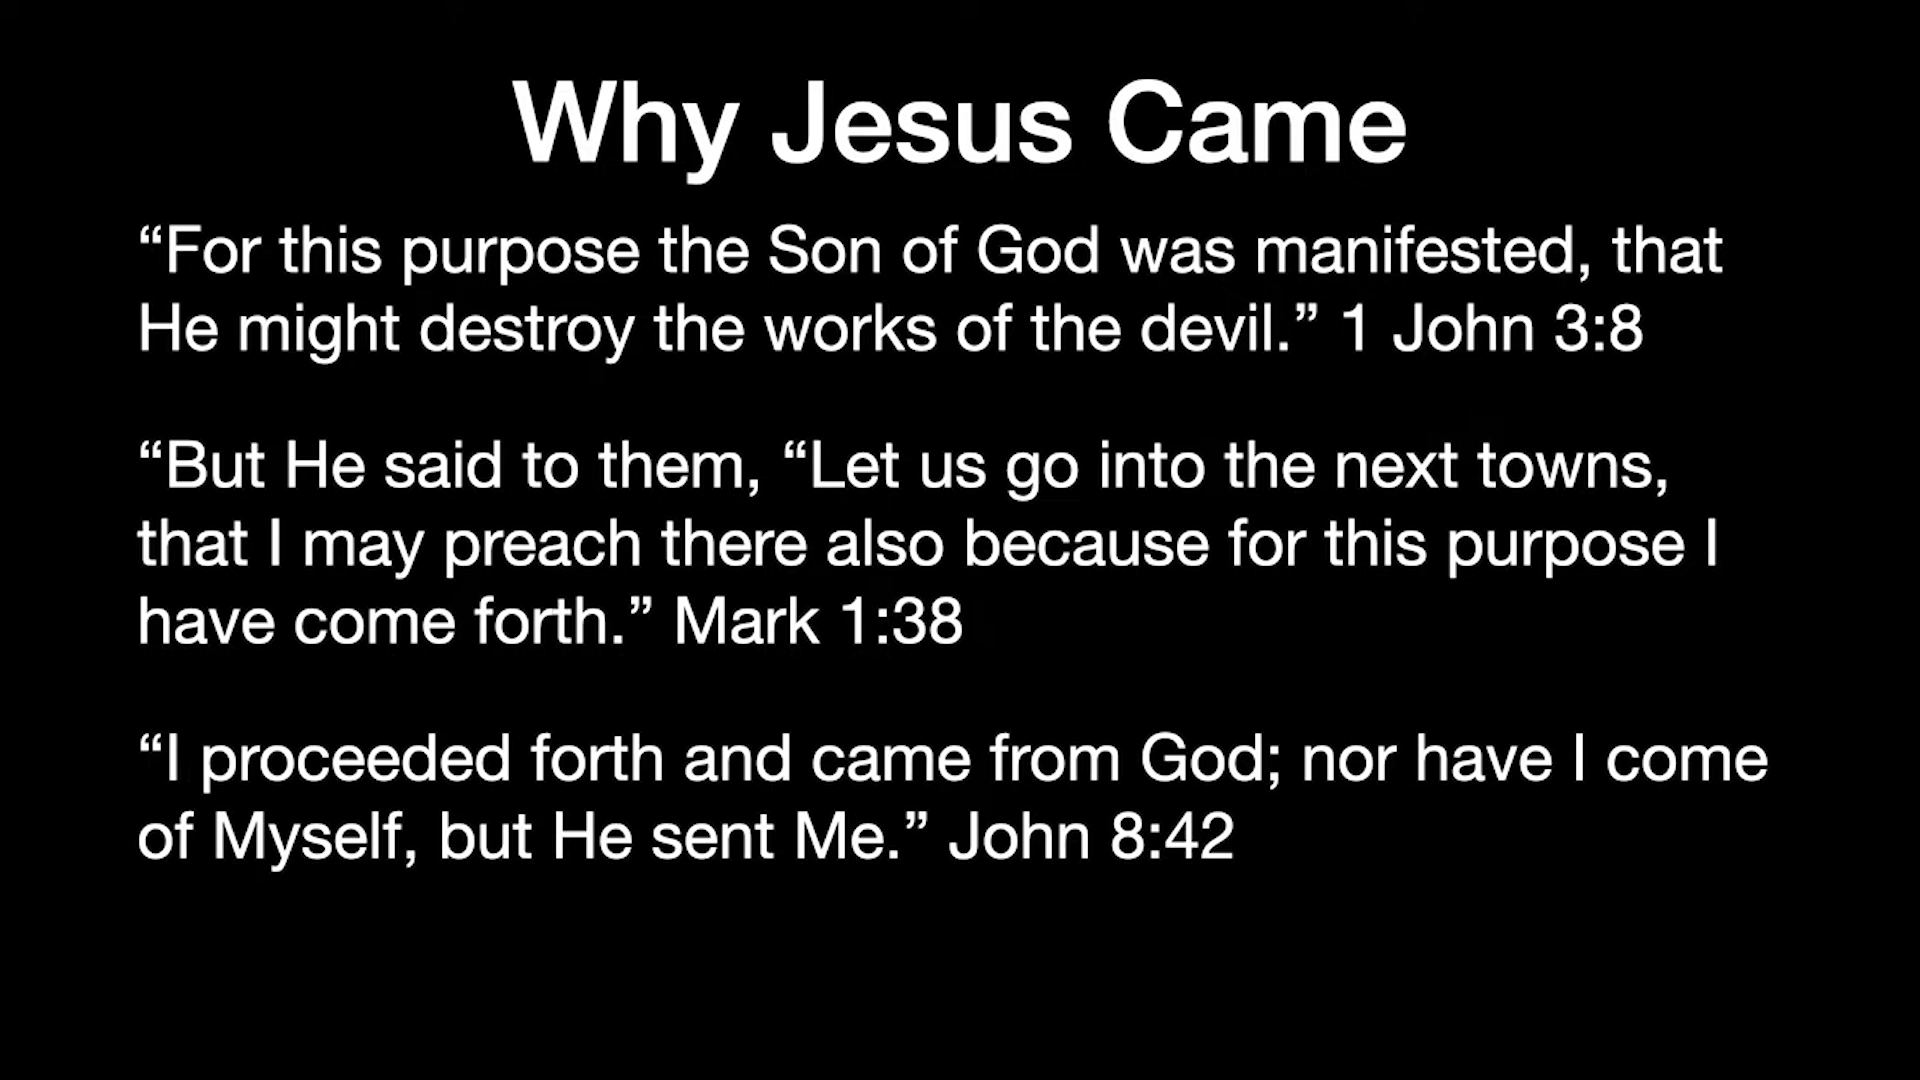 Why Jesus Came
“For this purpose the Son of God was manifested, that
He might destroy the works of the devil.” 1 John 3:8
“But He said to them, “Let us go into the next towns,
that I may preach there also because for this purpose I
have come forth.” Mark 1:38
“I proceeded forth and came from God; nor have I come
of Myself, but He sent Me.” John 8:42